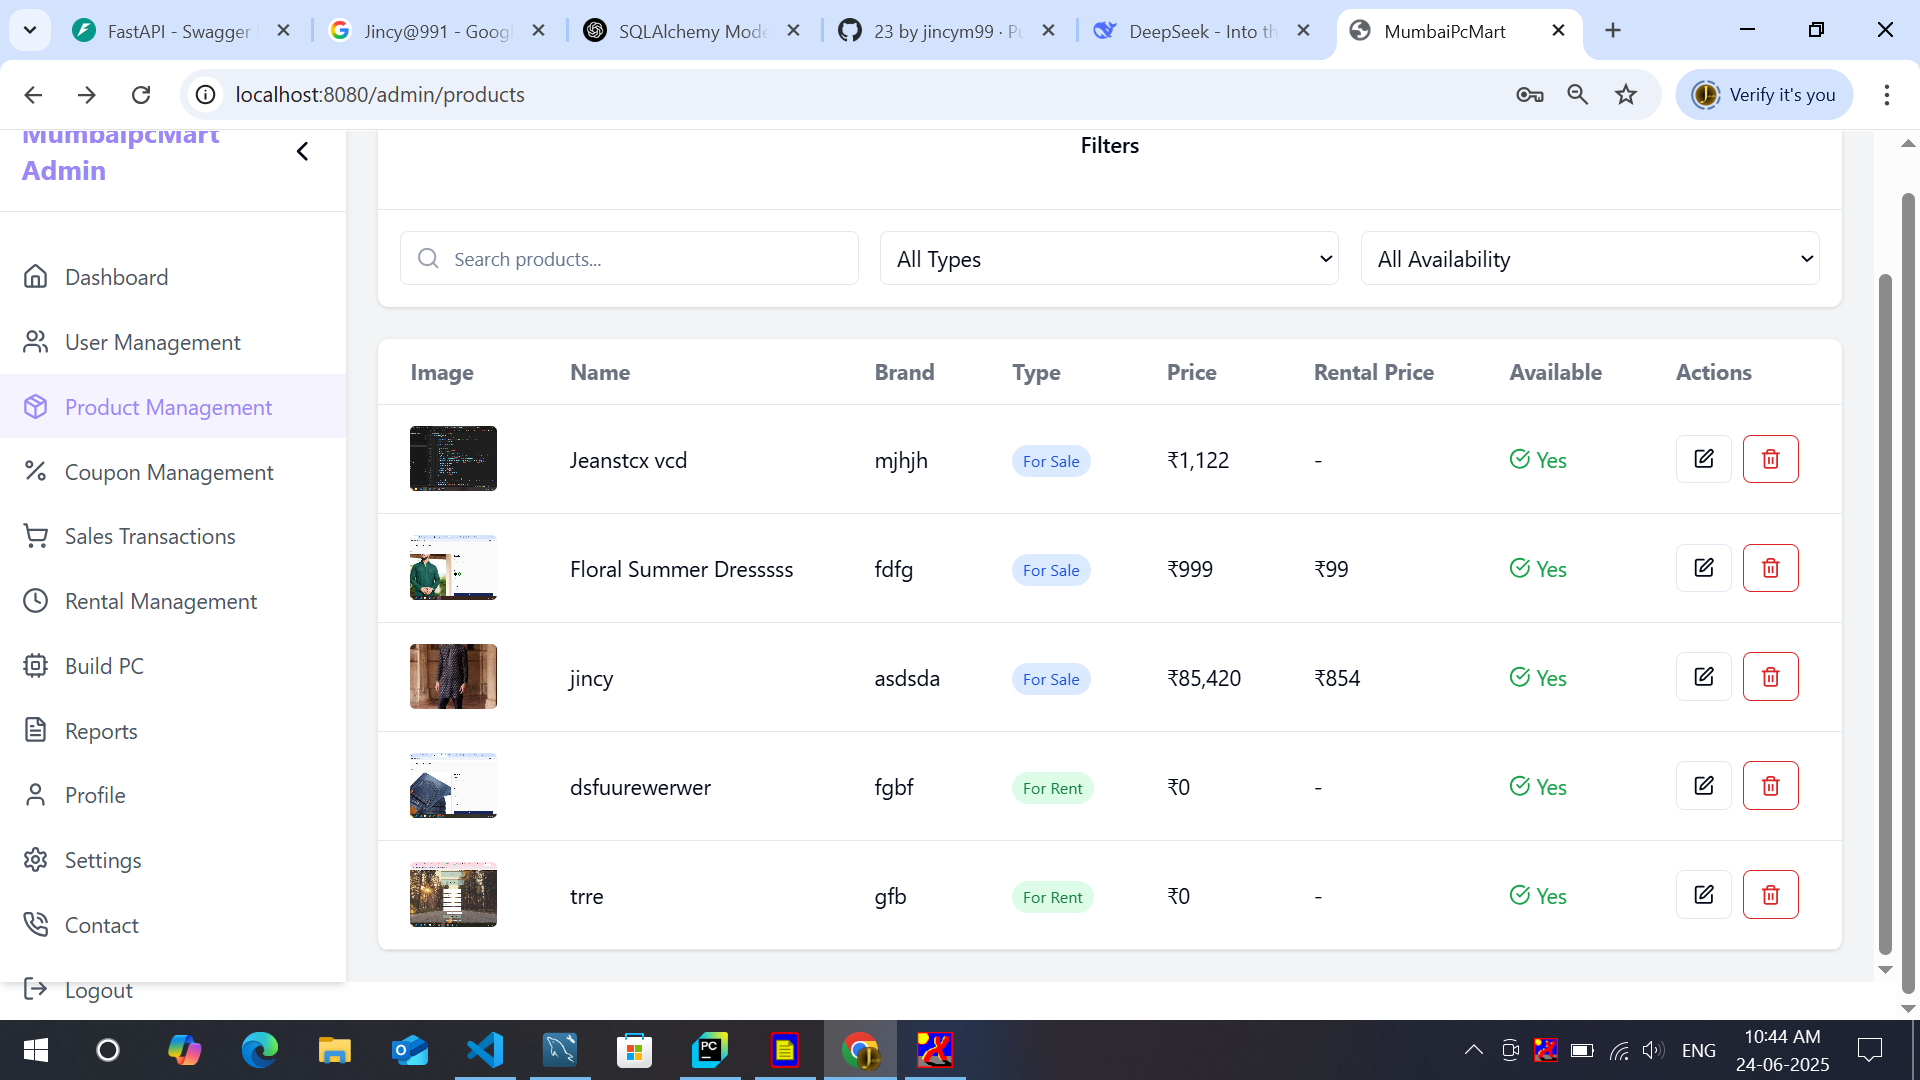 FastAPI - Swagger
Jincy@991 - Goog
SQLAlchemy Mode
23 by jincym99 · Pu
DeepSeek - Into th
MumbaiPcMart
localhost:8080/admin/products
Verify it's you
MumbaipcMart
Admin
Filters
Search products...
All Types
All Availability
Dashboard
User Management
Product Management
Coupon Management
Sales Transactions
Rental Management
Build PC
Reports
Profile
Settings
Contact
Logout
Image Name Brand Type Price Rental Price Available Actions
Jeanstcx vcd mjhjh For Sale ₹1,122 - Yes
Floral Summer Dresssss fdfg For Sale ₹999 ₹99 Yes
jincy asdsda For Sale ₹85,420 ₹854 Yes
dsfuurewerwer fgbf For Rent ₹0 - Yes
trre gfb For Rent ₹0 - Yes
ENG
10:44 AM
24-06-2025